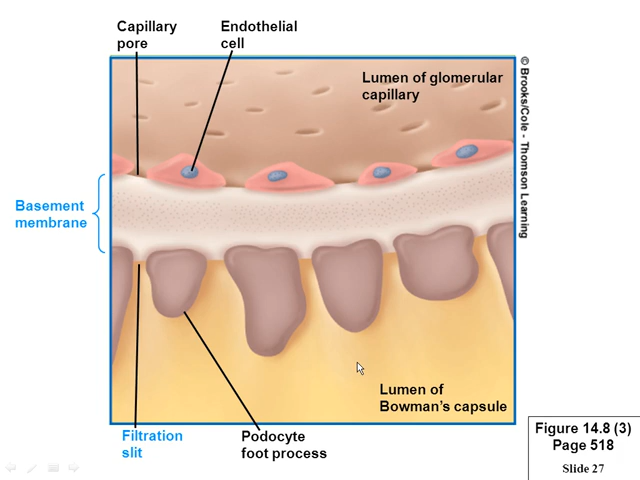 Capillary
pore
Endothelial
cell
Lumen of glomerular
capillary
© Brooks/Cole - Thomson Learning
Basement
membrane
Lumen of
Bowman's capsule
Filtration
slit
Podocyte
foot process
Figure 14.8 (3)
Page 518
Slide 27